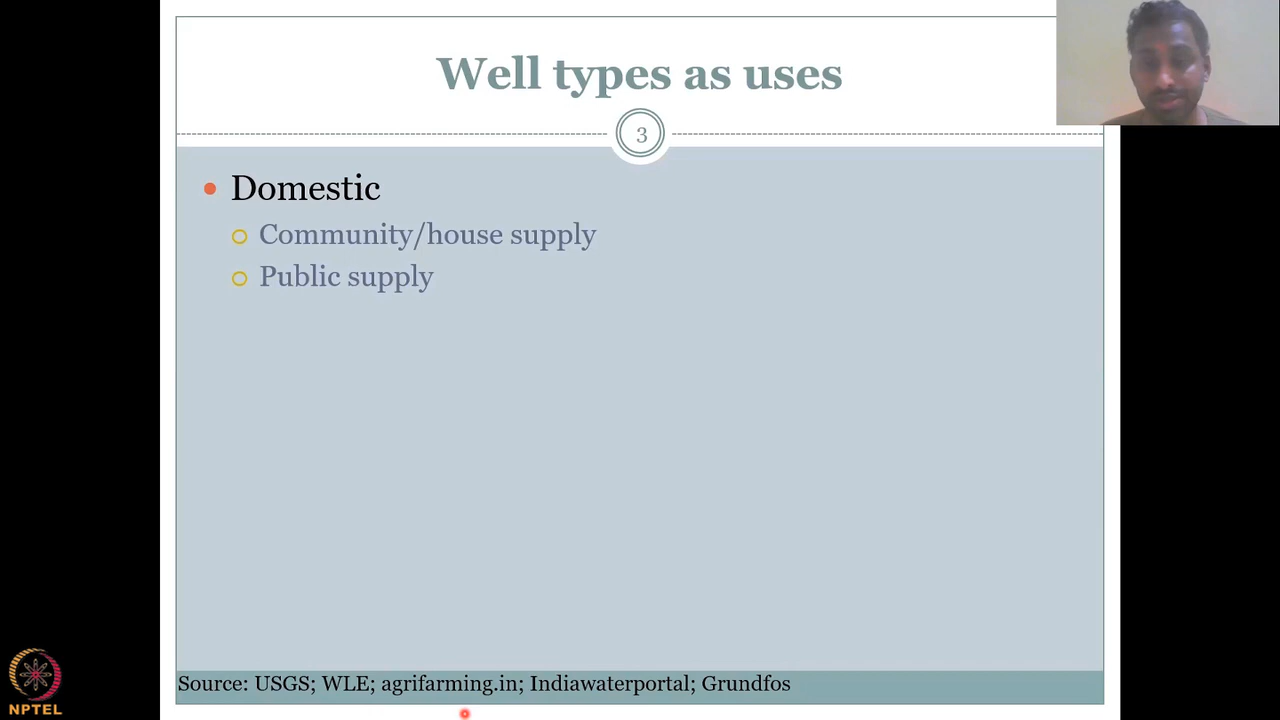 Well types as uses
3
Domestic
Community/house supply
Public supply
Source: USGS; WLE; agrifarming.in; Indiawaterportal; Grundfos
NPTEL